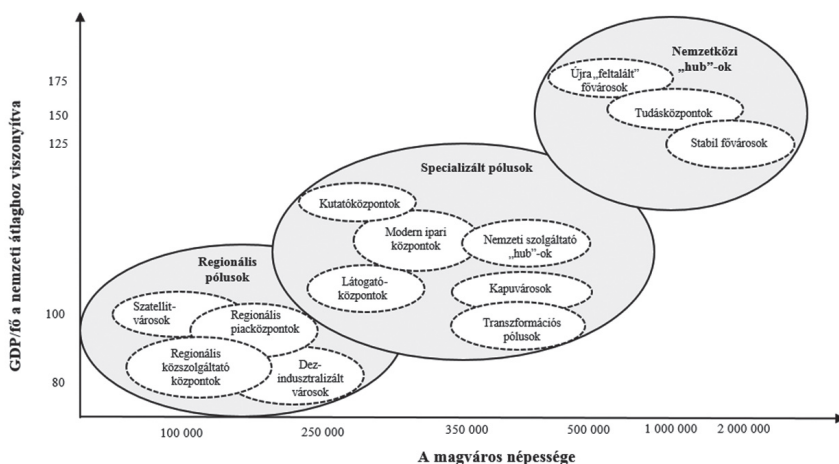 GDP/fő a nemzeti átlaghoz viszonyítva
175
150
125
100
80
Nemzetközi
„hub”-ok
Újra „feltalált”
fővárosok
Tudásközpontok
Stabil fővárosok
Specializált pólusok
Kutatóközpontok
Modern ipari
központok
Nemzeti szolgáltató
„hub”-ok
Látogató-
központok
Kapuvárosok
Transzformációs
pólusok
Regionális
pólusok
Szatellit-
városok
Regionális
piacközpontok
Regionális
közszolgáltató
központok
Dez-
indusztralizált
városok
100 000
250 000
350 000
500 000
1 000 000
2 000 000
A magváros népessége